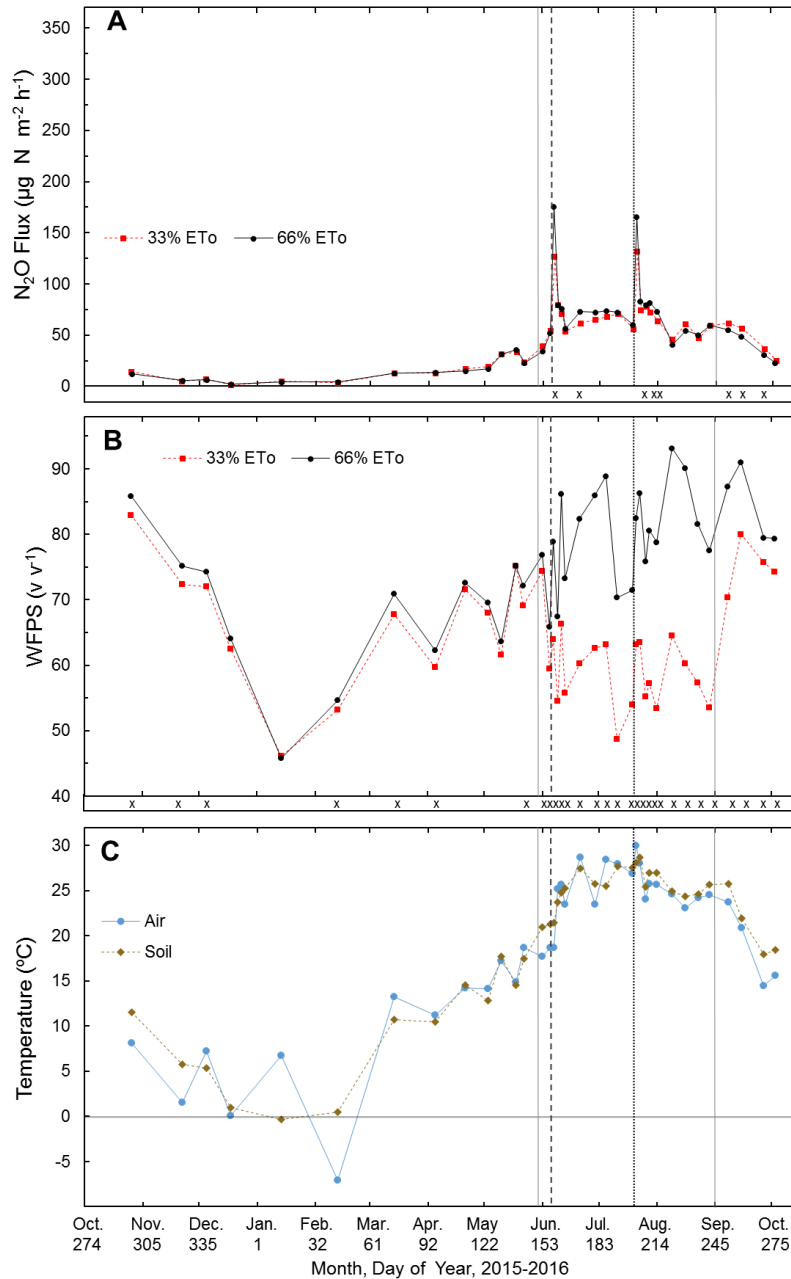 A
350
300
250
200
150
100
50
0
N₂O Flux (µg N m⁻² h⁻¹)
33% ETo 66% ETo
x x x x x x x x
B
33% ETo 66% ETo
90
80
70
60
50
40
WFPS (v v⁻¹)
C
30
25
20
15
10
5
0
-5
Temperature (ºC)
Air
Soil
Oct. Nov. Dec. Jan. Feb. Mar. Apr. May Jun. Jul. Aug. Sep. Oct.
274 305 335 1 32 61 92 122 153 183 214 245 275
Month, Day of Year, 2015-2016